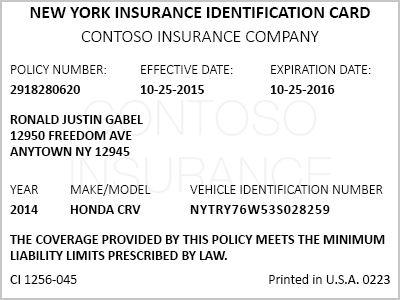 NEW YORK INSURANCE IDENTIFICATION CARD
CONTOSO INSURANCE COMPANY
POLICY NUMBER: EFFECTIVE DATE: EXPIRATION DATE:
2918280620 10-25-2015 10-25-2016
CONTOSO
INSURANCE
RONALD JUSTIN GABEL
12950 FREEDOM AVE
ANYTOWN NY 12945
YEAR MAKE/MODEL VEHICLE IDENTIFICATION NUMBER
2014 HONDA CRV NYTRY76W53S028259
THE COVERAGE PROVIDED BY THIS POLICY MEETS THE MINIMUM
LIABILITY LIMITS PRESCRIBED BY LAW.
CI 1256-045 Printed in U.S.A. 0223